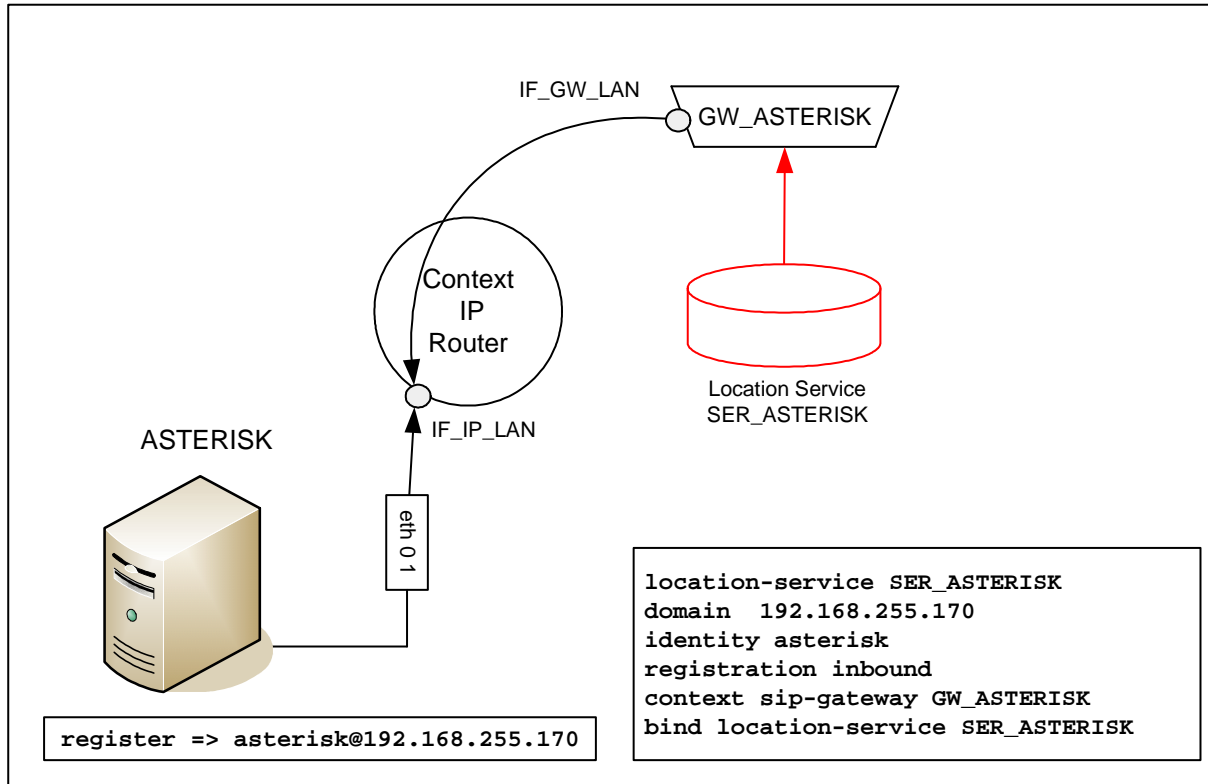 IF_GW_LAN
GW_ASTERISK
Context
IP
Router
Location Service
SER_ASTERISK
IF_IP_LAN
ASTERISK
eth 0 1
location-service SER_ASTERISK
domain  192.168.255.170
identity asterisk
registration inbound
context sip-gateway GW_ASTERISK
bind location-service SER_ASTERISK
register => asterisk@192.168.255.170